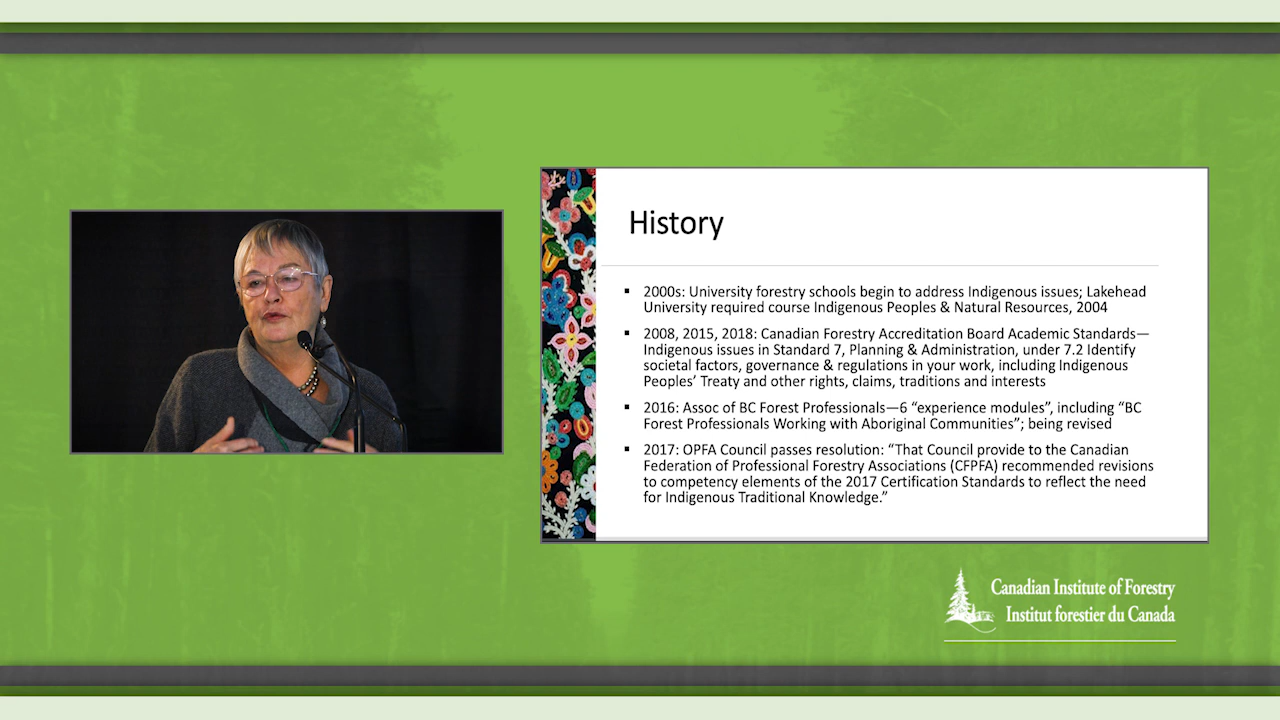 History
▪ 2000s: University forestry schools begin to address Indigenous issues; Lakehead
University required course Indigenous Peoples & Natural Resources, 2004
▪ 2008, 2015, 2018: Canadian Forestry Accreditation Board Academic Standards—
Indigenous issues in Standard 7, Planning & Administration, under 7.2 Identify
societal factors, governance & regulations in your work, including Indigenous
Peoples’ Treaty and other rights, claims, traditions and interests
▪ 2016: Assoc of BC Forest Professionals—6 “experience modules”, including “BC
Forest Professionals Working with Aboriginal Communities”; being revised
▪ 2017: OPFA Council passes resolution: “That Council provide to the Canadian
Federation of Professional Forestry Associations (CFPFA) recommended revisions
to competency elements of the 2017 Certification Standards to reflect the need
for Indigenous Traditional Knowledge.”
Canadian Institute of Forestry
Institut forestier du Canada